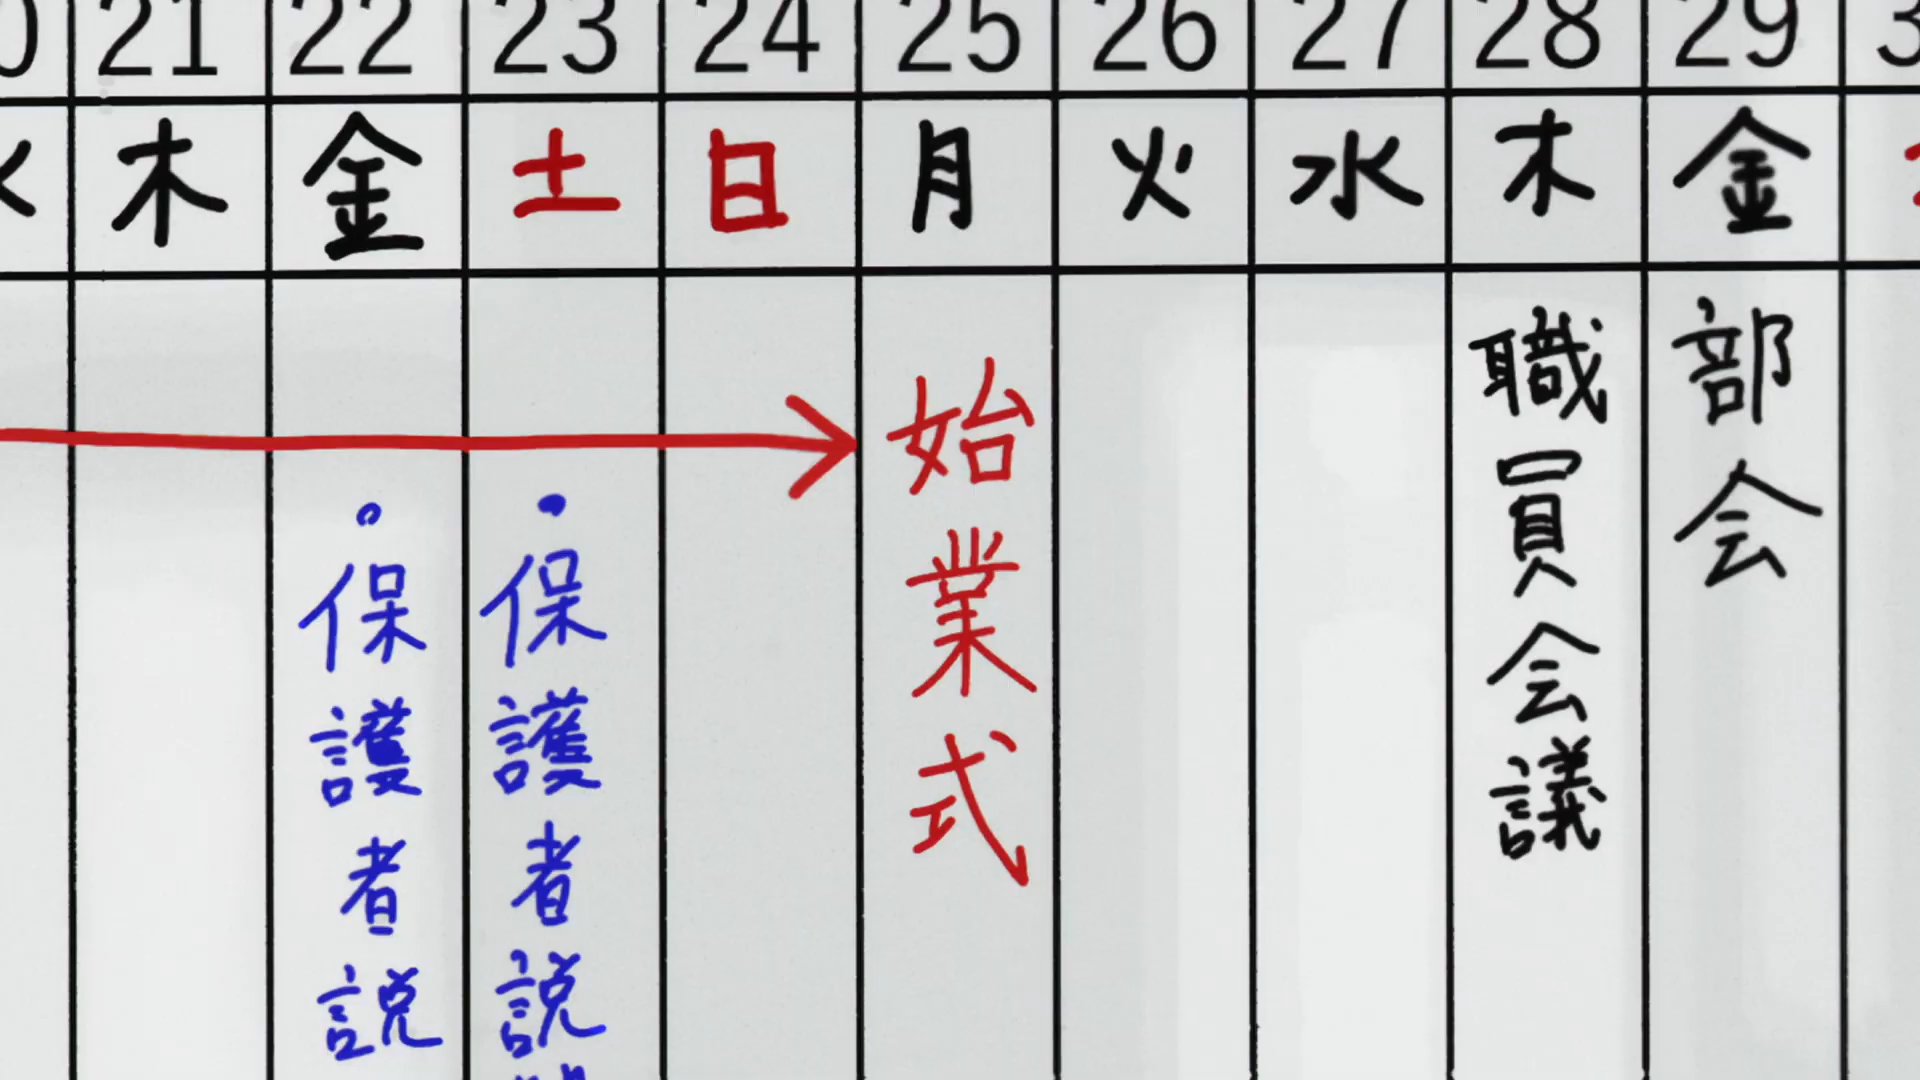 21 22 23 24 25 26 27 28 29
木 金 土 日 月 火 水 木 金
・保護者説
・保護者説
始業式
職員会議
部会